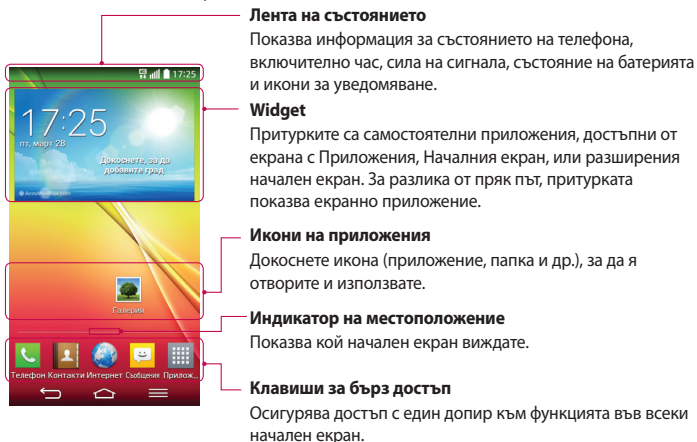 Лента на състоянието
Показва информация за състоянието на телефона,
включително час, сила на сигнала, състояние на батерията
и икони за уведомяване.
17:25
Widget
Притурките са самостоятелни приложения, достъпни от
екрана с Приложения, Началния екран, или разширения
начален екран. За разлика от пряк път, притурката
показва екранно приложение.
17:25
пт, март 28
Докоснете, за да
добавите град
AccuWeather.com
Икони на приложения
Докоснете икона (приложение, папка и др.), за да я
отворите и използвате.
Галерия
Индикатор на местоположение
Показва кой начален екран виждате.
Телефон Контакти Интернет Съобщения Прилож...
Клавиши за бърз достъп
Осигурява достъп с един допир към функцията във всеки
начален екран.